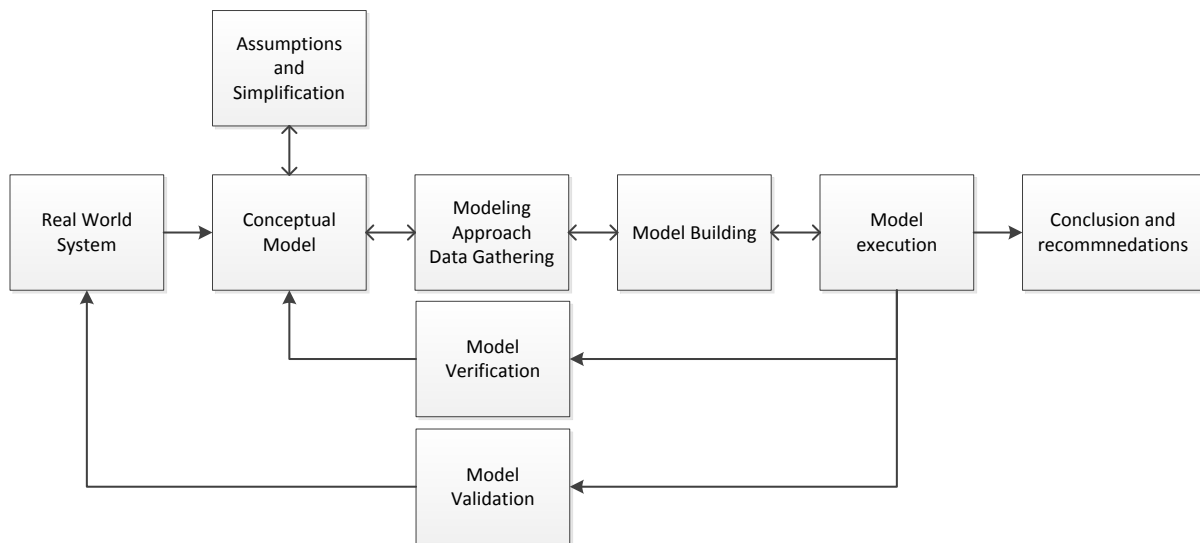 Assumptions
and
Simplification
Real World
System
Conceptual
Model
Modeling
Approach
Data Gathering
Model Building
Model
execution
Conclusion and
recommnedations
Model
Verification
Model
Validation